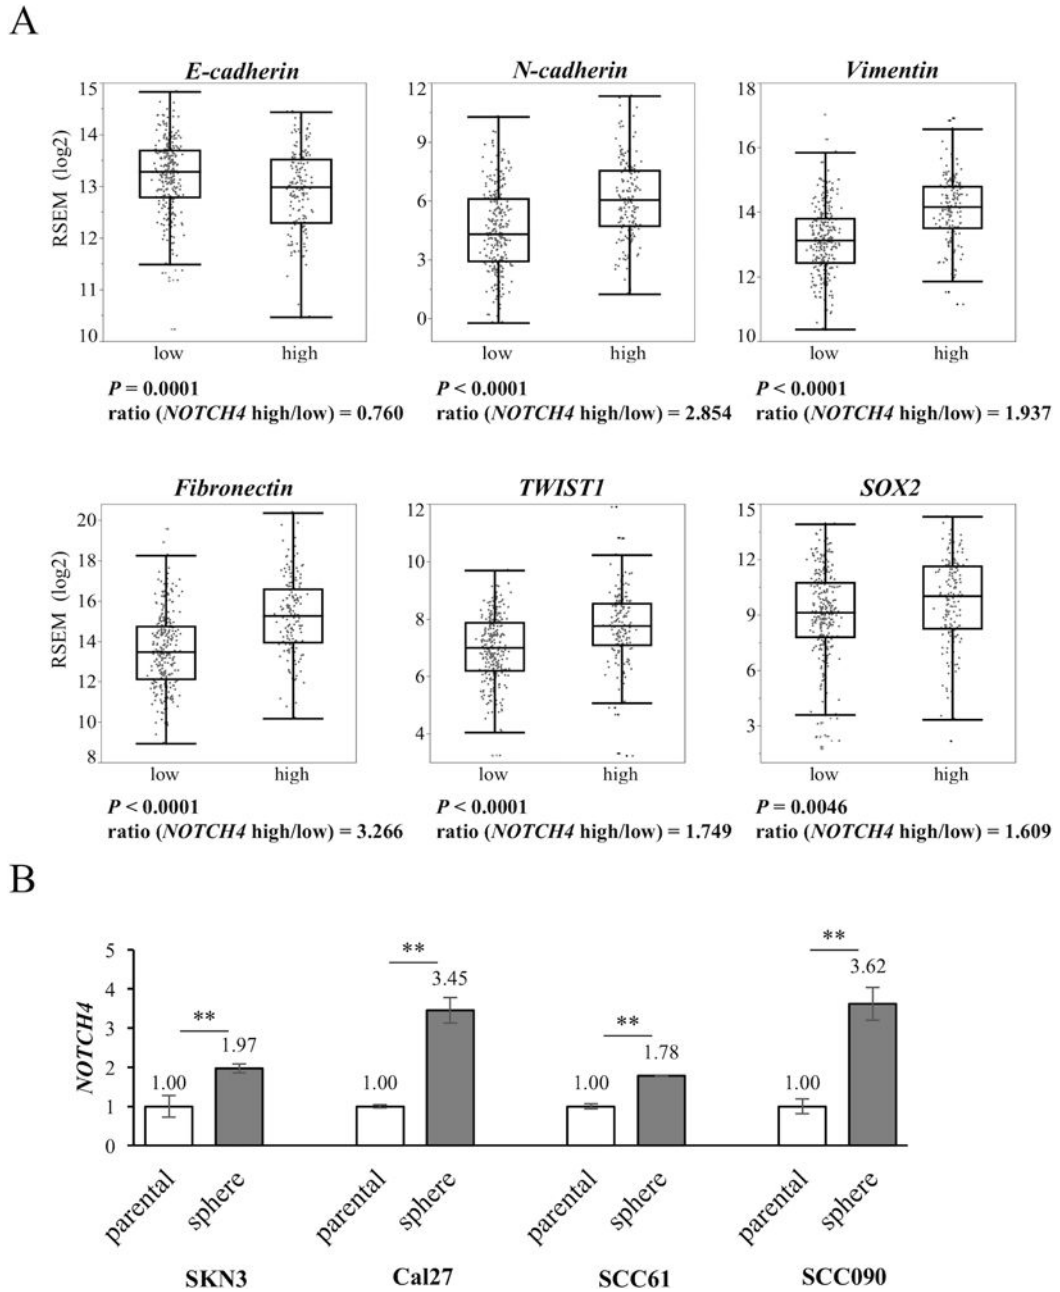 A
E-cadherin N-cadherin Vimentin
RSEM (log2)
15 14 13 12 11 10
12 9 6 3 0
18 16 14 12 10
low high low high low high
P = 0.0001 P < 0.0001 P < 0.0001
ratio (NOTCH4 high/low) = 0.760 ratio (NOTCH4 high/low) = 2.854 ratio (NOTCH4 high/low) = 1.937
Fibronectin TWIST1 SOX2
RSEM (log2)
20 18 16 14 12 10 8
12 10 8 6 4
15 12 9 6 3
low high low high low high
P < 0.0001 P < 0.0001 P = 0.0046
ratio (NOTCH4 high/low) = 3.266 ratio (NOTCH4 high/low) = 1.749 ratio (NOTCH4 high/low) = 1.609
B
NOTCH4
5 4 3 2 1 0
** ** ** **
1.00 1.97 1.00 3.45 1.00 1.78 1.00 3.62
parental sphere parental sphere parental sphere parental sphere
SKN3 Cal27 SCC61 SCC090